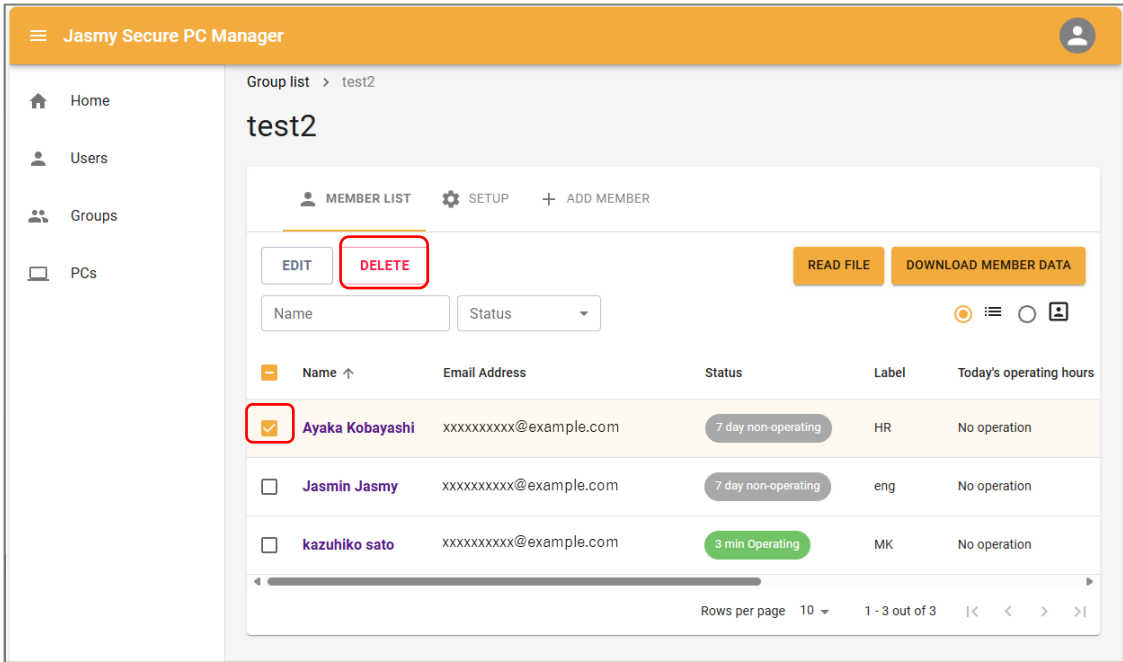 Jasmy Secure PC Manager
Home
Users
Groups
PCs
Group list > test2
test2
MEMBER LIST SETUP + ADD MEMBER
EDIT DELETE READ FILE DOWNLOAD MEMBER DATA
Name Status
Name ↑ Email Address Status Label Today's operating hours
Ayaka Kobayashi xxxxxxxxxx@example.com 7 day non-operating HR No operation
Jasmin Jasmy xxxxxxxxxx@example.com 7 day non-operating eng No operation
kazuhiko sato xxxxxxxxxx@example.com 3 min Operating MK No operation
Rows per page 10 1 - 3 out of 3